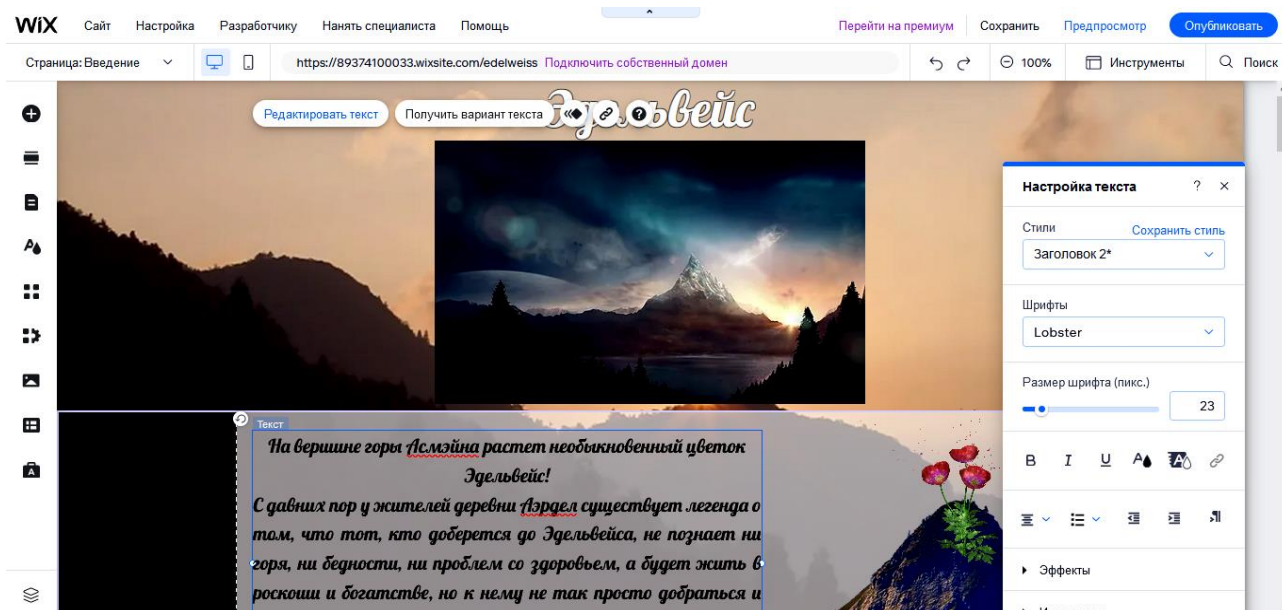 WiX Сайт Настройка Разработчику Нанять специалиста Помощь Перейти на премиум Сохранить Предпросмотр Опубликовать
Страница: Введение https://89374100033.wixsite.com/edelweiss Подключить собственный домен 100% Инструменты Поиск
Эдельвейс
Редактировать текст Получить вариант текста ?
Настройка текста ? ×
Стили Сохранить стиль
Заголовок 2*
Шрифты
Lobster
Размер шрифта (пикс.)
23
B I U A A
Эффекты
Текст
На вершине горы Асмэйна растет необыкновенный цветок
Эдельвейс!
С давних пор у жителей деревни Аэрдел существует легенда о
том, что тот, кто доберется до Эдельвейса, не познает ни
горя, ни бедности, ни проблем со здоровьем, а будет жить в
роскоши и богатстве, но к нему не так просто добраться и